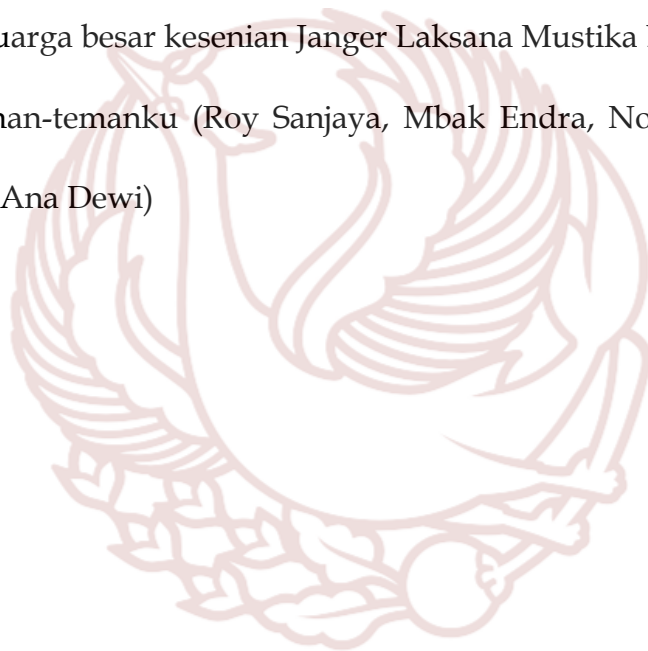 uarga besar kesenian Janger Laksana Mustika
nan-temanku (Roy Sanjaya, Mbak Endra, No
Ana Dewi)